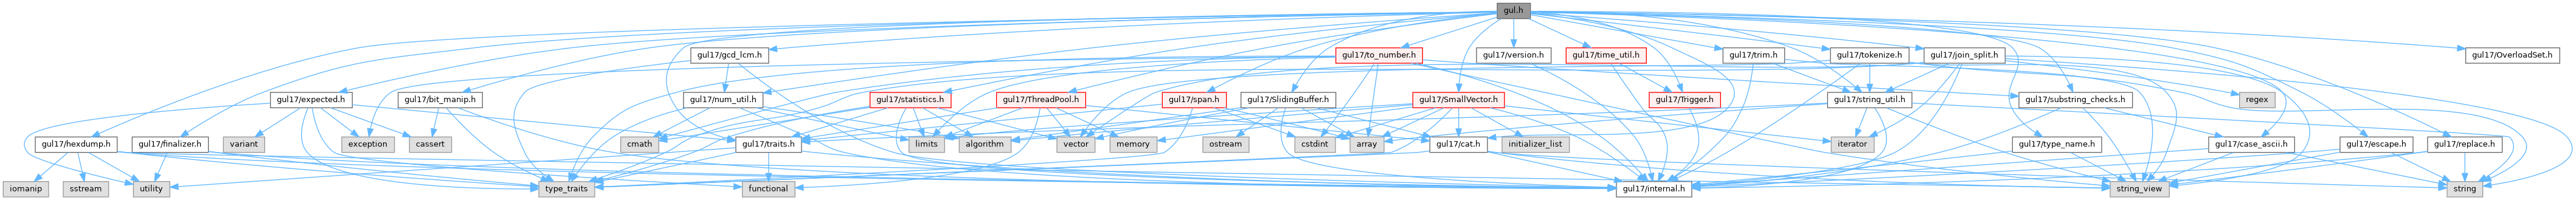 gul.h
gul17/gcd_lcm.h
gul17/to_number.h
gul17/version.h
gul17/time_util.h
gul17/trim.h
gul17/tokenize.h
gul17/join_split.h
gul17/OverloadSet.h
gul17/expected.h
gul17/bit_manip.h
gul17/num_util.h
gul17/statistics.h
gul17/ThreadPool.h
gul17/span.h
gul17/SlidingBuffer.h
gul17/SmallVector.h
gul17/Trigger.h
gul17/string_util.h
gul17/substring_checks.h
regex
gul17/hexdump.h
gul17/finalizer.h
variant
exception
cassert
cmath
gul17/traits.h
limits
algorithm
vector
memory
ostream
cstdint
array
gul17/cat.h
initializer_list
iterator
gul17/type_name.h
gul17/case_ascii.h
gul17/escape.h
gul17/replace.h
iomanip
sstream
utility
type_traits
functional
gul17/internal.h
string_view
string